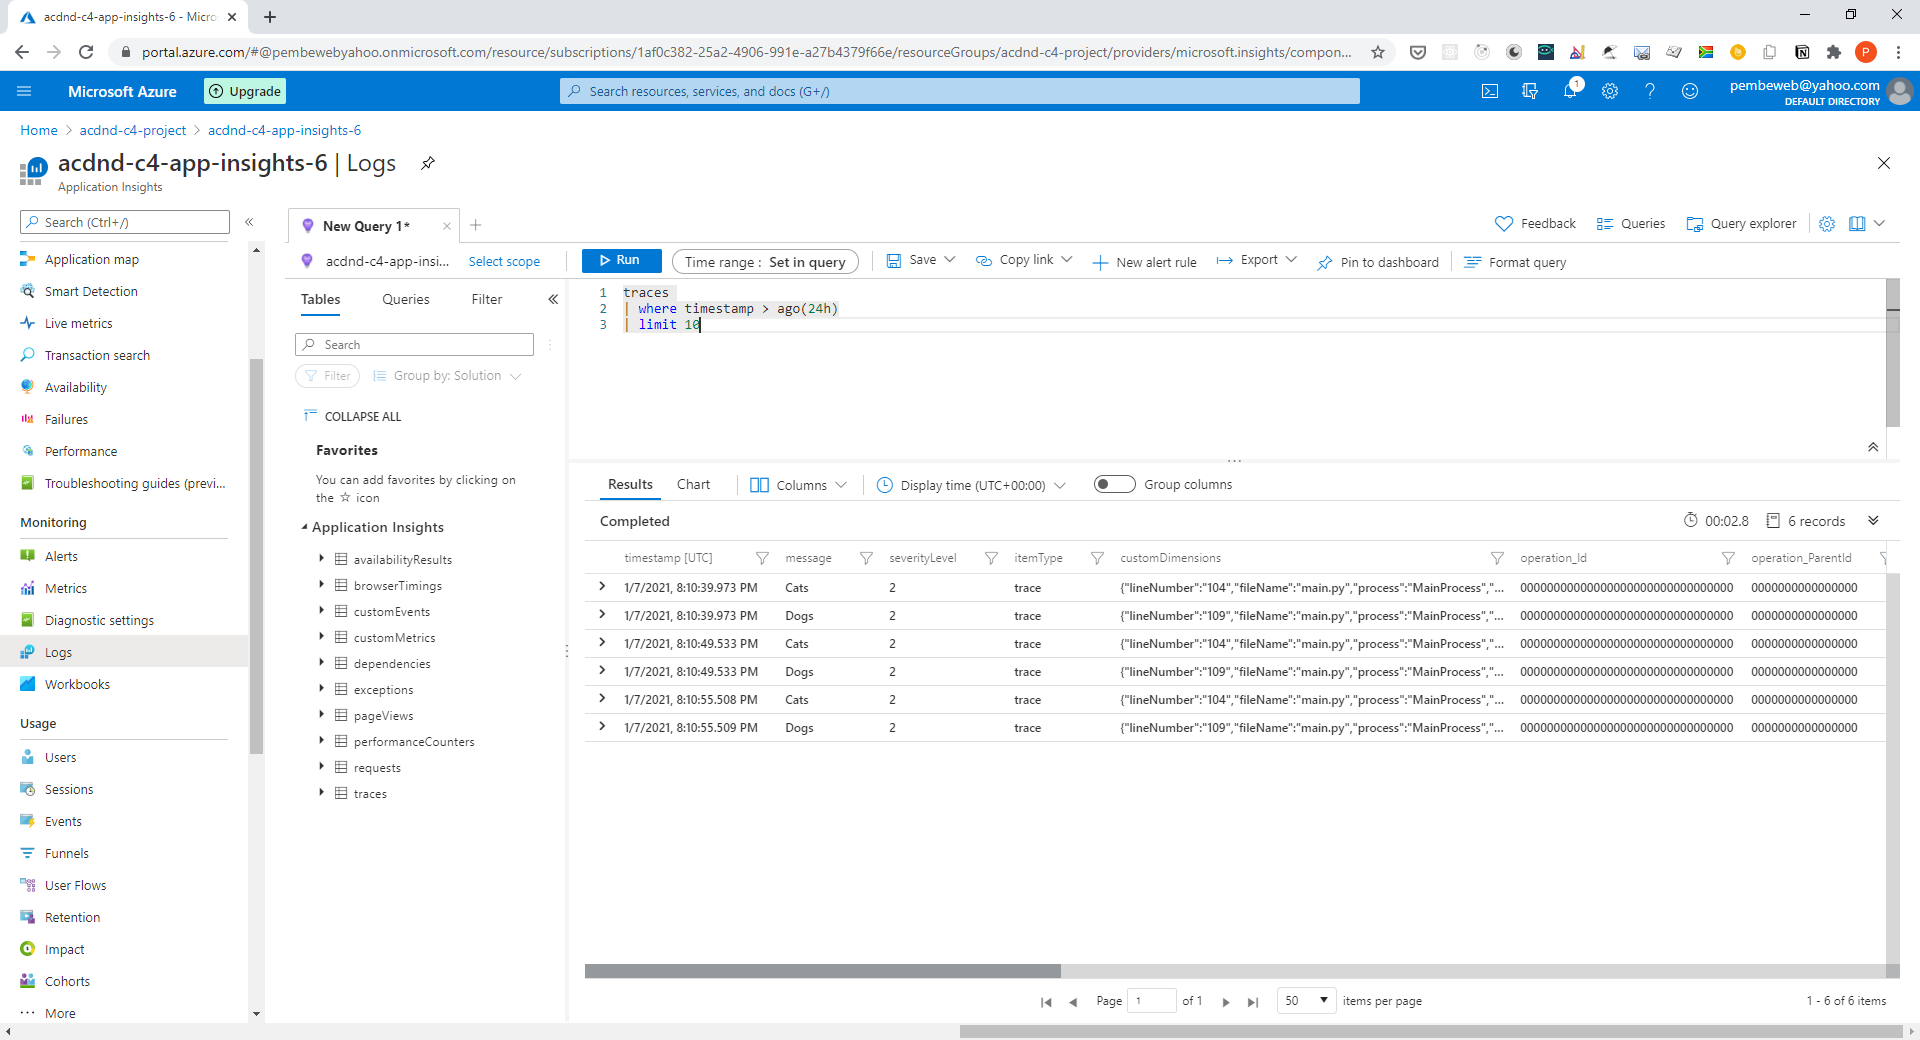 acdnd-c4-app-insights-6 - Micro
portal.azure.com/#@pembewebyahoo.onmicrosoft.com/resource/subscriptions/1af0c382-25a2-4906-991e-a27b4379f66e/resourceGroups/acdnd-c4-project/providers/microsoft.insights/compon...
P
Microsoft Azure
Upgrade
Search resources, services, and docs (G+/)
1
pembeweb@yahoo.com
DEFAULT DIRECTORY
Home > acdnd-c4-project > acdnd-c4-app-insights-6
acdnd-c4-app-insights-6 | Logs
Application Insights
Search (Ctrl+/)
Application map
Smart Detection
Live metrics
Transaction search
Availability
Failures
Performance
Troubleshooting guides (previ...
Monitoring
Alerts
Metrics
Diagnostic settings
Logs
Workbooks
Usage
Users
Sessions
Events
Funnels
User Flows
Retention
Impact
Cohorts
More
New Query 1*
Feedback
Queries
Query explorer
acdnd-c4-app-insi...
Select scope
Run
Time range : Set in query
Save
Copy link
New alert rule
Export
Pin to dashboard
Format query
Tables
Queries
Filter
Search
Filter
Group by: Solution
COLLAPSE ALL
Favorites
You can add favorites by clicking on
the ☆ icon
Application Insights
availabilityResults
browserTimings
customEvents
customMetrics
dependencies
exceptions
pageViews
performanceCounters
requests
traces
1 traces
2 | where timestamp > ago(24h)
3 | limit 10
Results
Chart
Columns
Display time (UTC+00:00)
Group columns
Completed
00:02.8
6 records
timestamp [UTC] message severityLevel itemType customDimensions operation_Id operation_ParentId
1/7/2021, 8:10:39.973 PM Cats 2 trace {"lineNumber":"104","fileName":"main.py","process":"MainProcess","... 00000000000000000000000000000000 0000000000000000
1/7/2021, 8:10:39.973 PM Dogs 2 trace {"lineNumber":"109","fileName":"main.py","process":"MainProcess","... 00000000000000000000000000000000 0000000000000000
1/7/2021, 8:10:49.533 PM Cats 2 trace {"lineNumber":"104","fileName":"main.py","process":"MainProcess","... 00000000000000000000000000000000 0000000000000000
1/7/2021, 8:10:49.533 PM Dogs 2 trace {"lineNumber":"109","fileName":"main.py","process":"MainProcess","... 00000000000000000000000000000000 0000000000000000
1/7/2021, 8:10:55.508 PM Cats 2 trace {"lineNumber":"104","fileName":"main.py","process":"MainProcess","... 00000000000000000000000000000000 0000000000000000
1/7/2021, 8:10:55.509 PM Dogs 2 trace {"lineNumber":"109","fileName":"main.py","process":"MainProcess","... 00000000000000000000000000000000 0000000000000000
Page 1 of 1
50 items per page
1 - 6 of 6 items